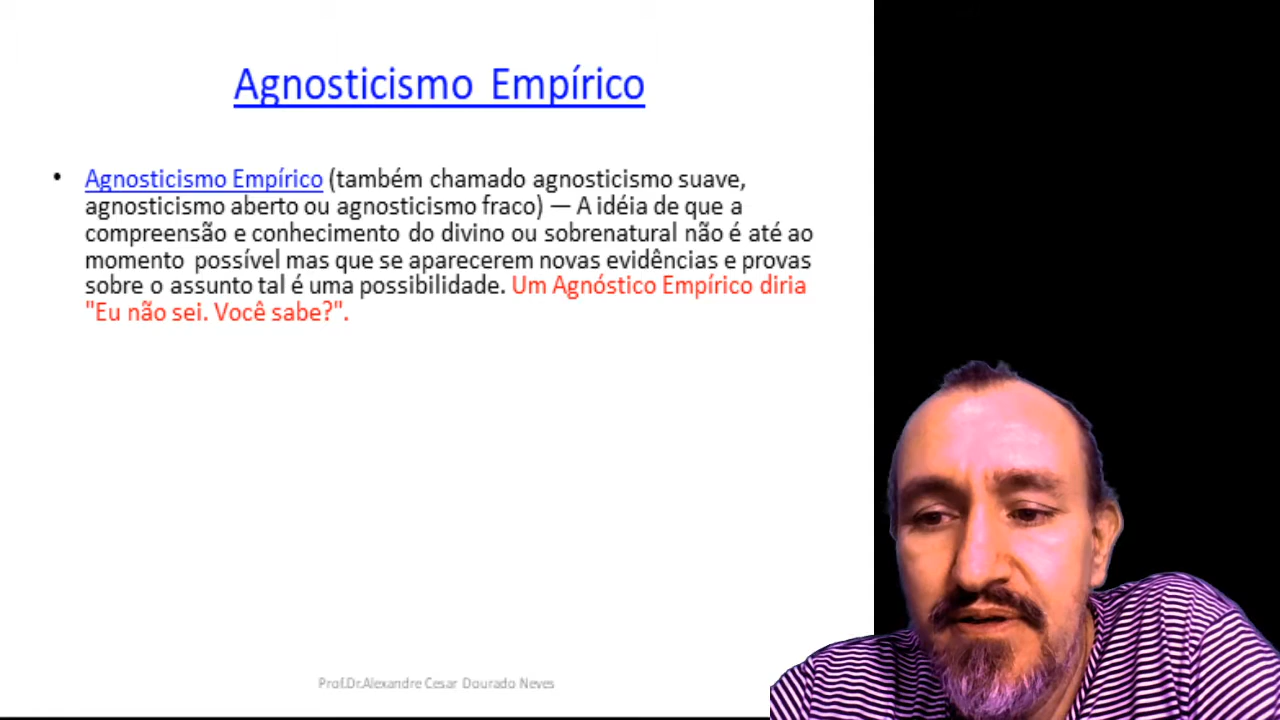 Agnosticismo Empírico
• Agnosticismo Empírico (também chamado agnosticismo suave,
agnosticismo aberto ou agnosticismo fraco) — A idéia de que a
compreensão e conhecimento do divino ou sobrenatural não é até ao
momento possível mas que se aparecerem novas evidências e provas
sobre o assunto tal é uma possibilidade. Um Agnóstico Empírico diria
"Eu não sei. Você sabe?".
Prof.Dr.Alexandre Cesar Dourado Neves